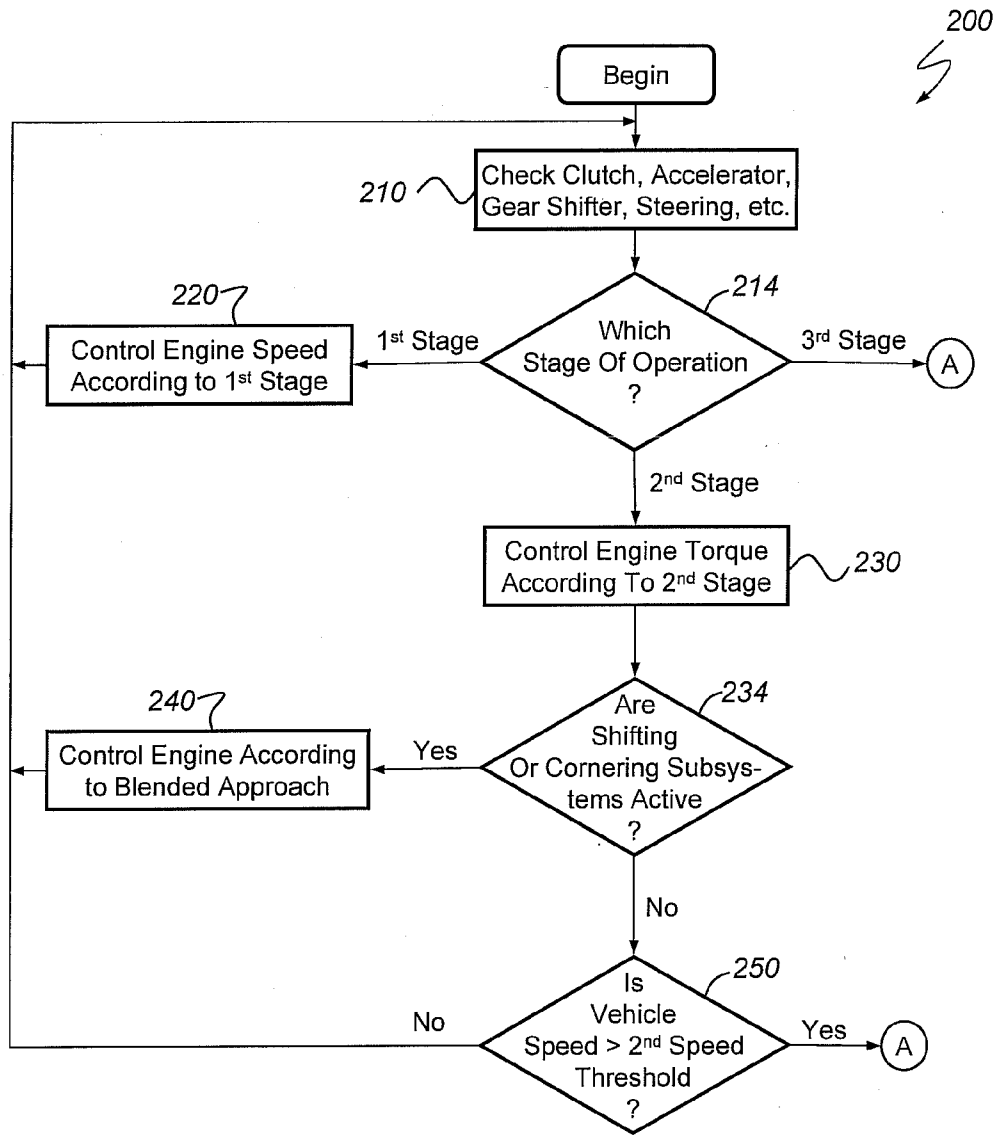 200
Begin
210
Check Clutch, Accelerator,
Gear Shifter, Steering, etc.
214
Which
Stage Of Operation
?
1st Stage
3rd Stage
A
220
Control Engine Speed
According to 1st Stage
2nd Stage
Control Engine Torque
According To 2nd Stage
230
234
Are
Shifting
Or Cornering Subsys-
tems Active
?
Yes
240
Control Engine According
to Blended Approach
No
250
Is
Vehicle
Speed > 2nd Speed
Threshold
?
No
Yes
A